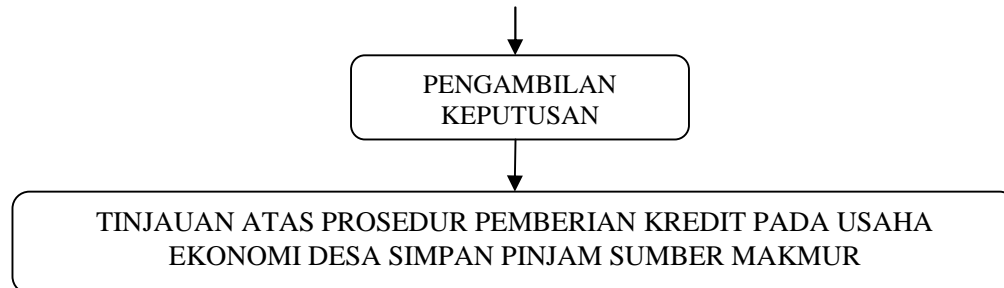 PENGAMBILAN
KEPUTUSAN
TINJAUAN ATAS PROSEDUR PEMBERIAN KREDIT PADA USAHA
EKONOMI DESA SIMPAN PINJAM SUMBER MAKMUR